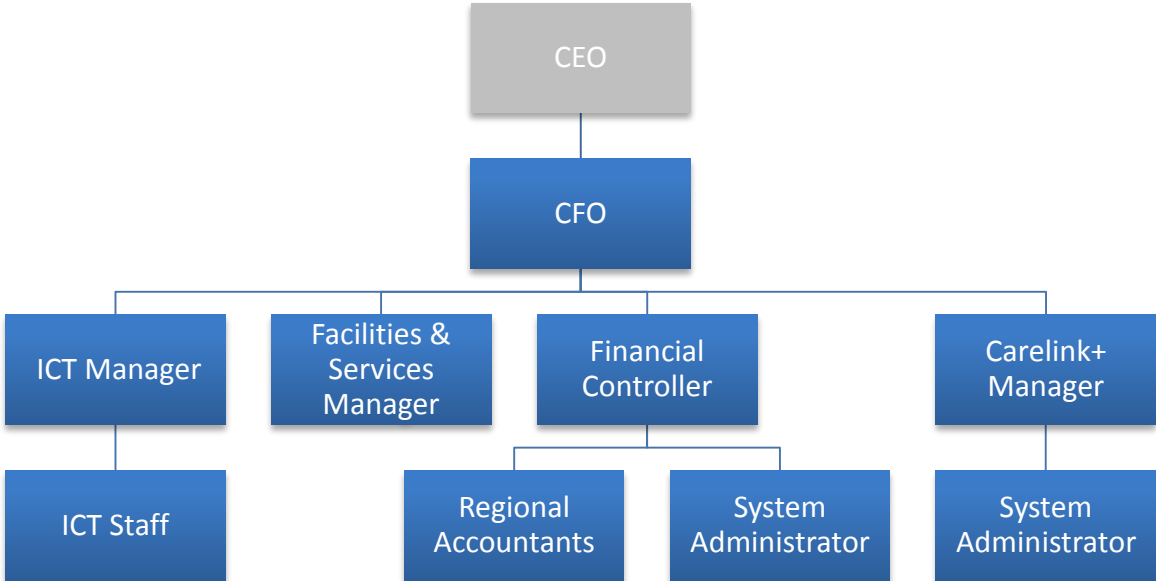 CEO
CFO
ICT Manager
Facilities &
Services
Manager
Financial
Controller
Carelink+
Manager
ICT Staff
Regional
Accountants
System
Administrator
System
Administrator